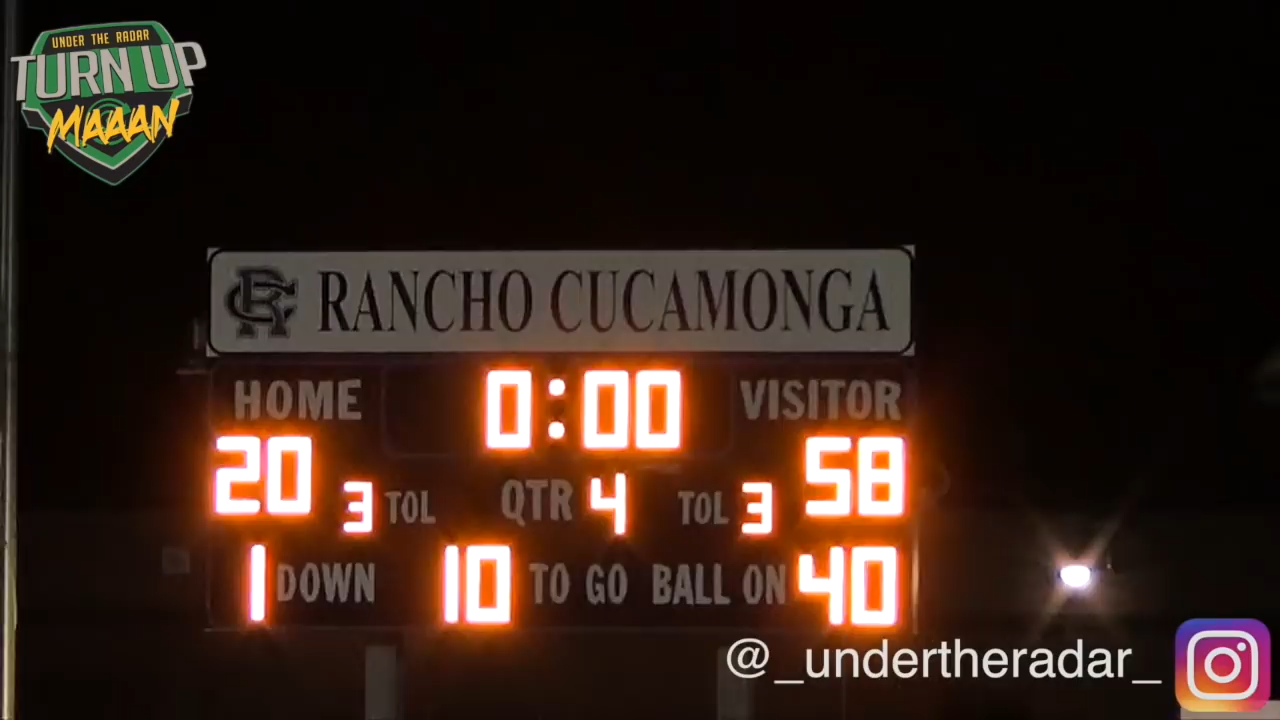 UNDER THE RADAR
TURN UP
MAAAN
RC RANCHO CUCAMONGA
HOME 0:00 VISITOR
20 3 TOL QTR 4 TOL 3 58
1 DOWN 10 TO GO BALL ON 40
@_undertheradar_